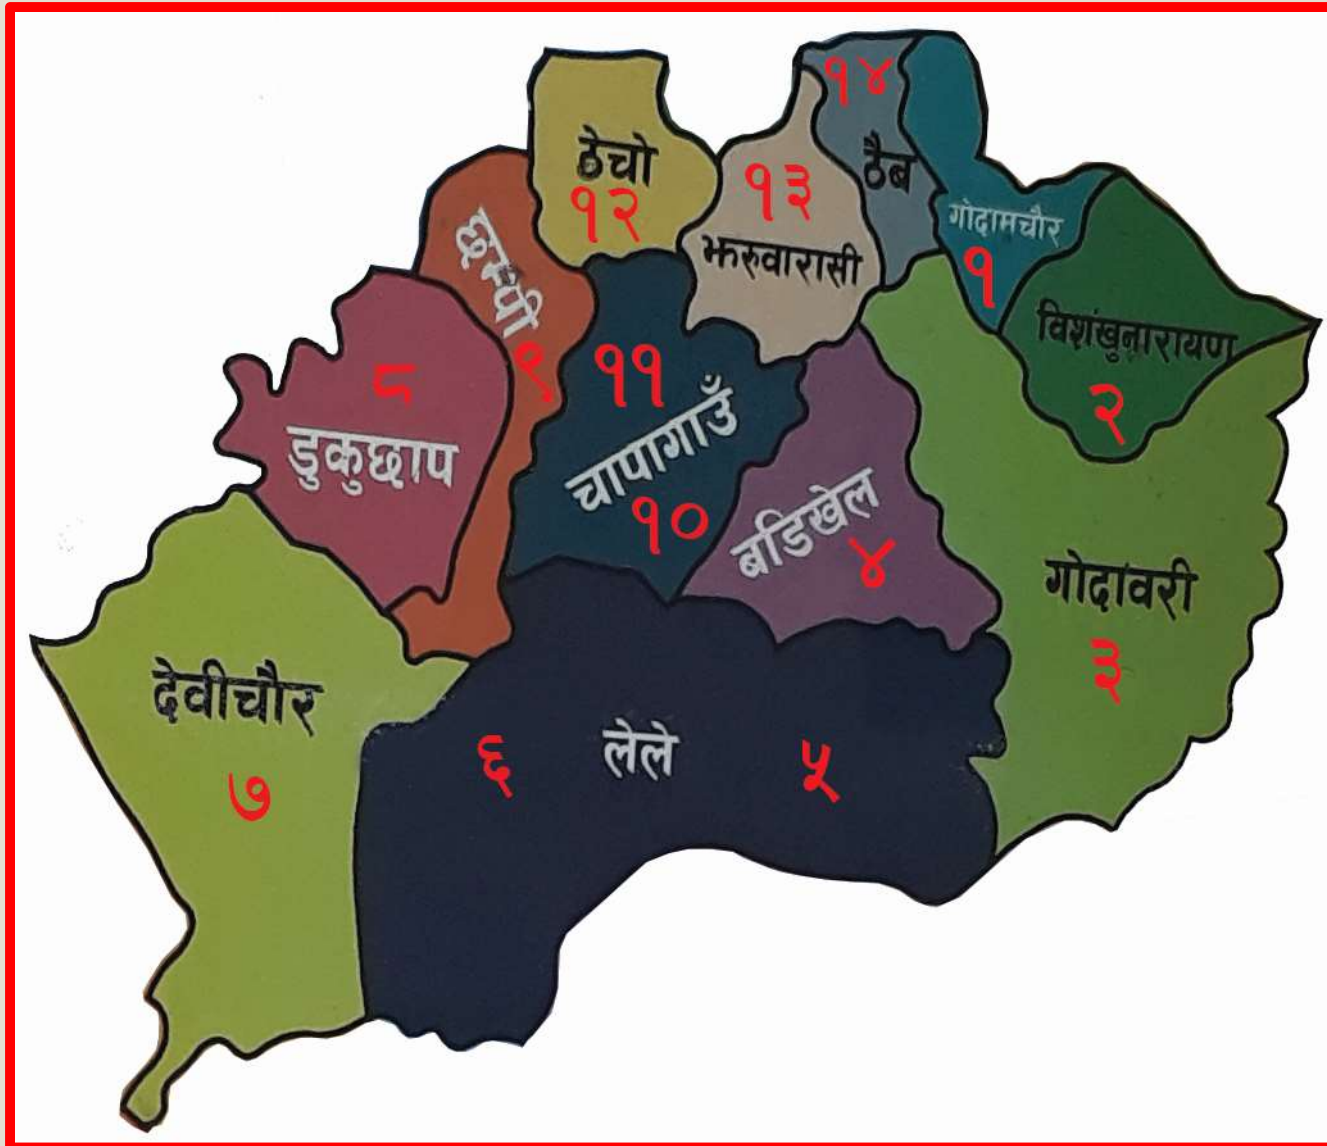 १४
ठेचो
१२
ठैब
१३
गोदामचौर
१
झरुवारासी
छम्पी
९
विशंखुनारायण
२
११
८
चापागाउँ
१०
डुकुछाप
बडिखेल
४
गोदावरी
३
देवीचौर
७
६
लेले
५